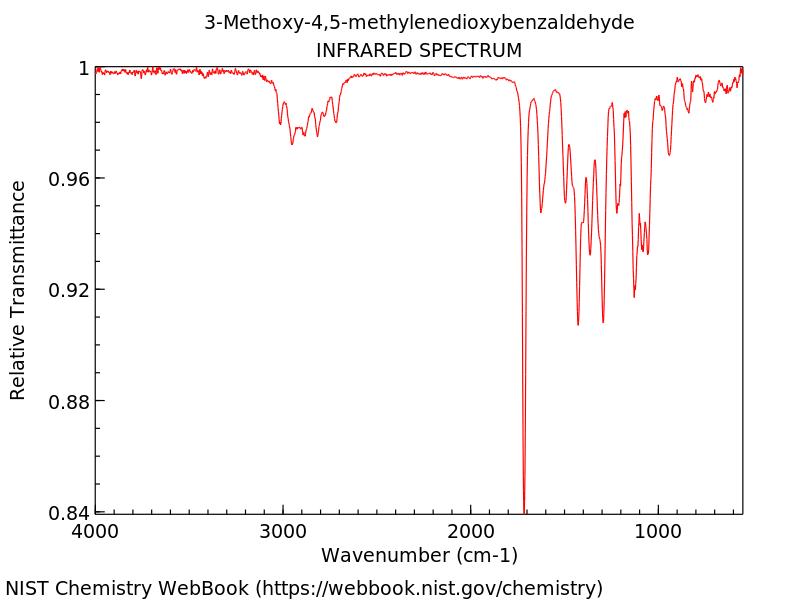 3-Methoxy-4,5-methylenedioxybenzaldehyde
INFRARED SPECTRUM
1
0.96
0.92
0.88
0.84
Relative Transmittance
4000 3000 2000 1000
Wavenumber (cm-1)
NIST Chemistry WebBook (https://webbook.nist.gov/chemistry)